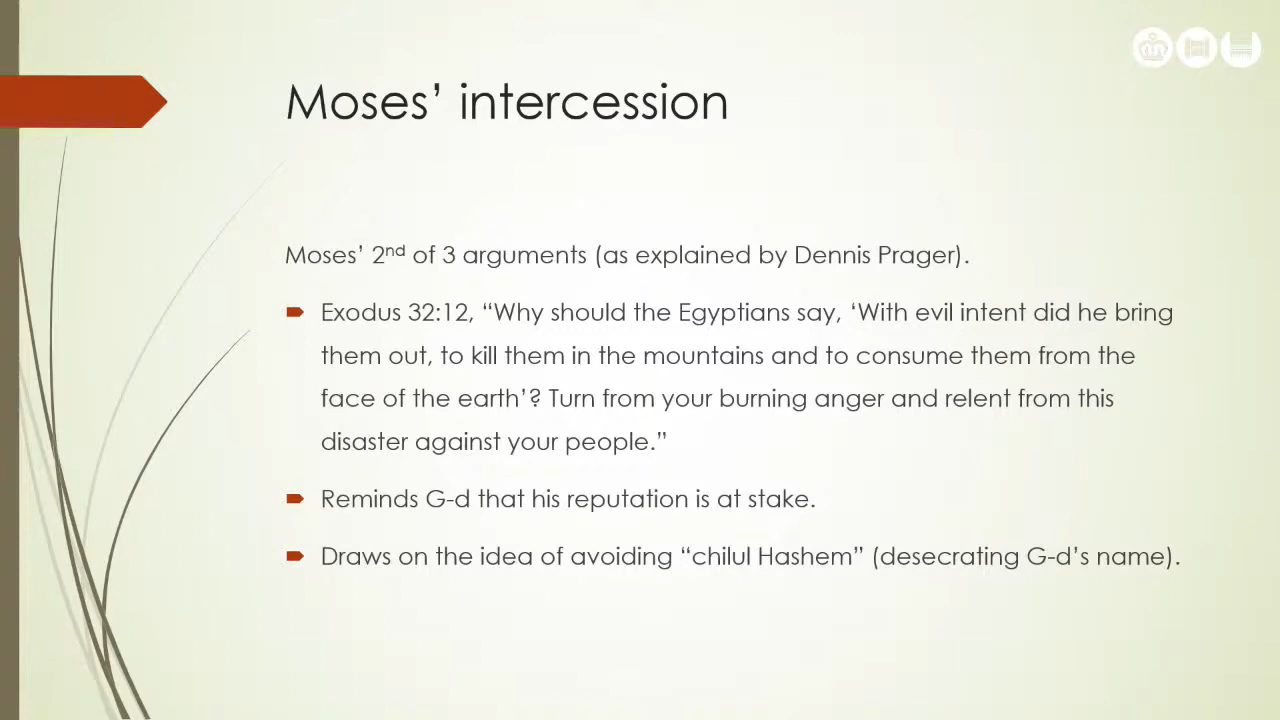 Moses’ intercession
Moses’ 2nd of 3 arguments (as explained by Dennis Prager).
Exodus 32:12, “Why should the Egyptians say, ‘With evil intent did he bring
them out, to kill them in the mountains and to consume them from the
face of the earth’? Turn from your burning anger and relent from this
disaster against your people.”
Reminds G-d that his reputation is at stake.
Draws on the idea of avoiding “chilul Hashem” (desecrating G-d’s name).